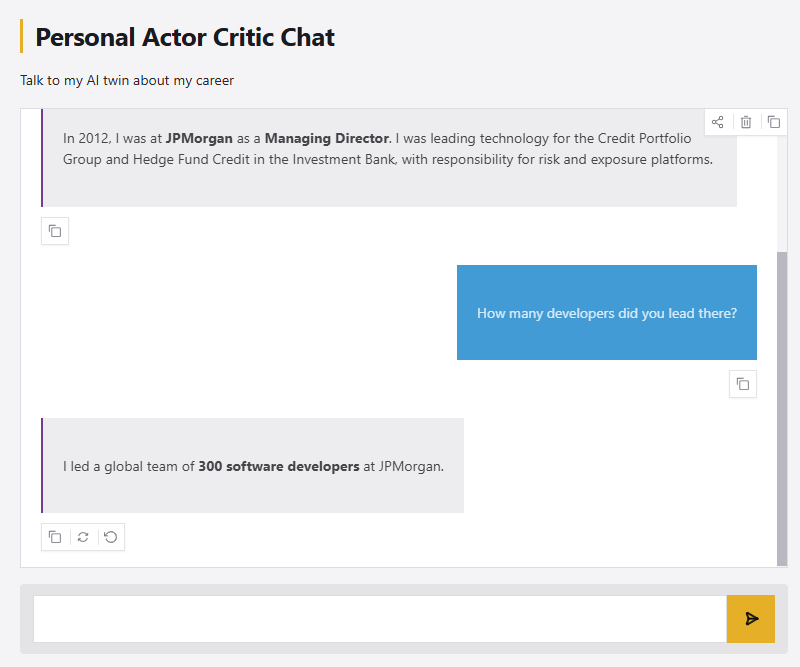 Personal Actor Critic Chat
Talk to my AI twin about my career
In 2012, I was at JPMorgan as a Managing Director. I was leading technology for the Credit Portfolio
Group and Hedge Fund Credit in the Investment Bank, with responsibility for risk and exposure platforms.
How many developers did you lead there?
I led a global team of 300 software developers at JPMorgan.